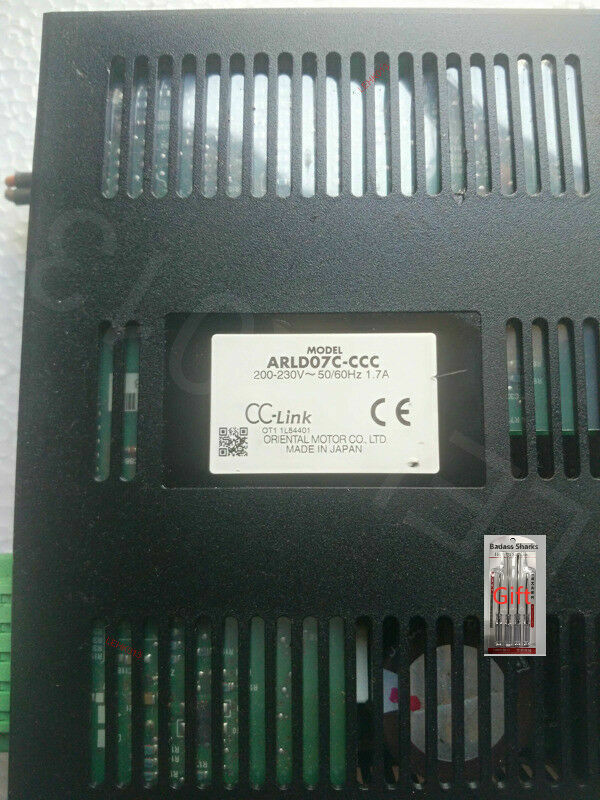 MODEL
ARLD07C-CCC
200-230V~ 50/60Hz 1.7A
CC-Link
CE
OT1 1L54401
ORIENTAL MOTOR CO., LTD.
MADE IN JAPAN
Badass Sharks
Gift